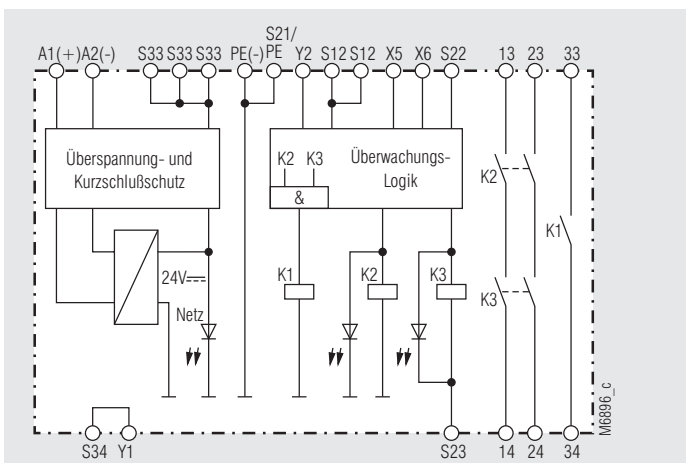 S21/
A1(+) A2(-) S33 S33 S33 PE(-) PE Y2 S12 S12 X5 X6 S22 13 23 33
Überspannung- und
Kurzschlußschutz
K2 K3
&
Überwachungs-
Logik
K2
K1
24V
K1 K2 K3
K3
Netz
M6896_c
S34 Y1 S23 14 24 34